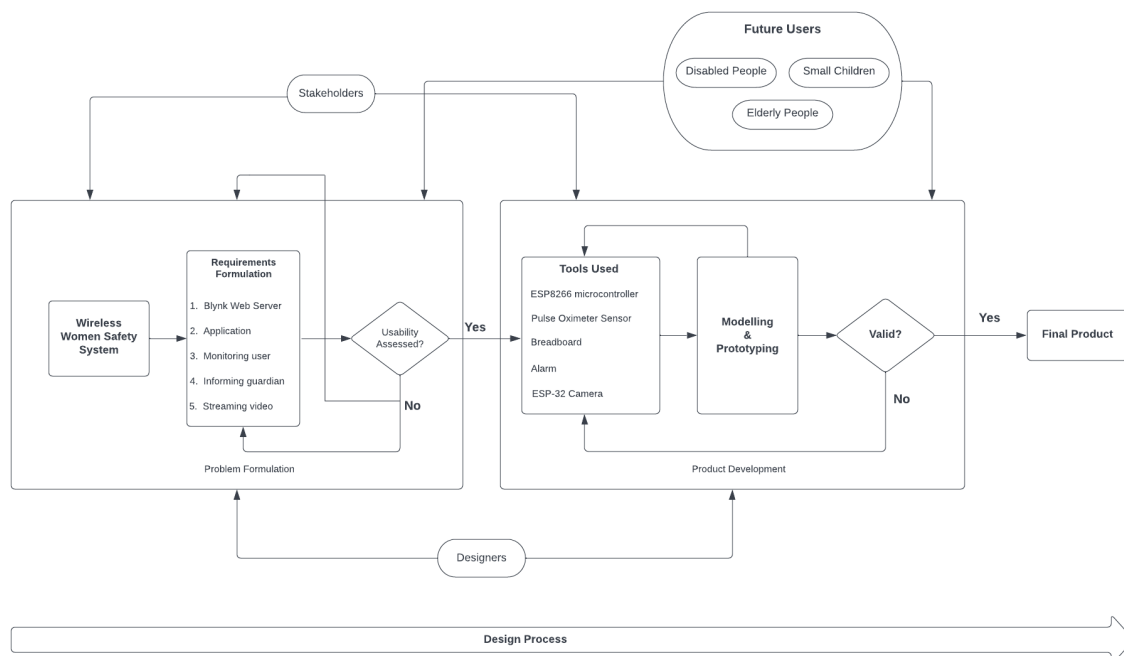 Future Users
Disabled People
Small Children
Elderly People
Stakeholders
Wireless
Women Safety
System
Requirements
Formulation
1. Blynk Web Server
2. Application
3. Monitoring user
4. Informing guardian
5. Streaming video
Usability
Assessed?
Yes
No
Problem Formulation
Tools Used
ESP8266 microcontroller
Pulse Oximeter Sensor
Breadboard
Alarm
ESP-32 Camera
Modelling
&
Prototyping
Valid?
Yes
No
Final Product
Product Development
Designers
Design Process